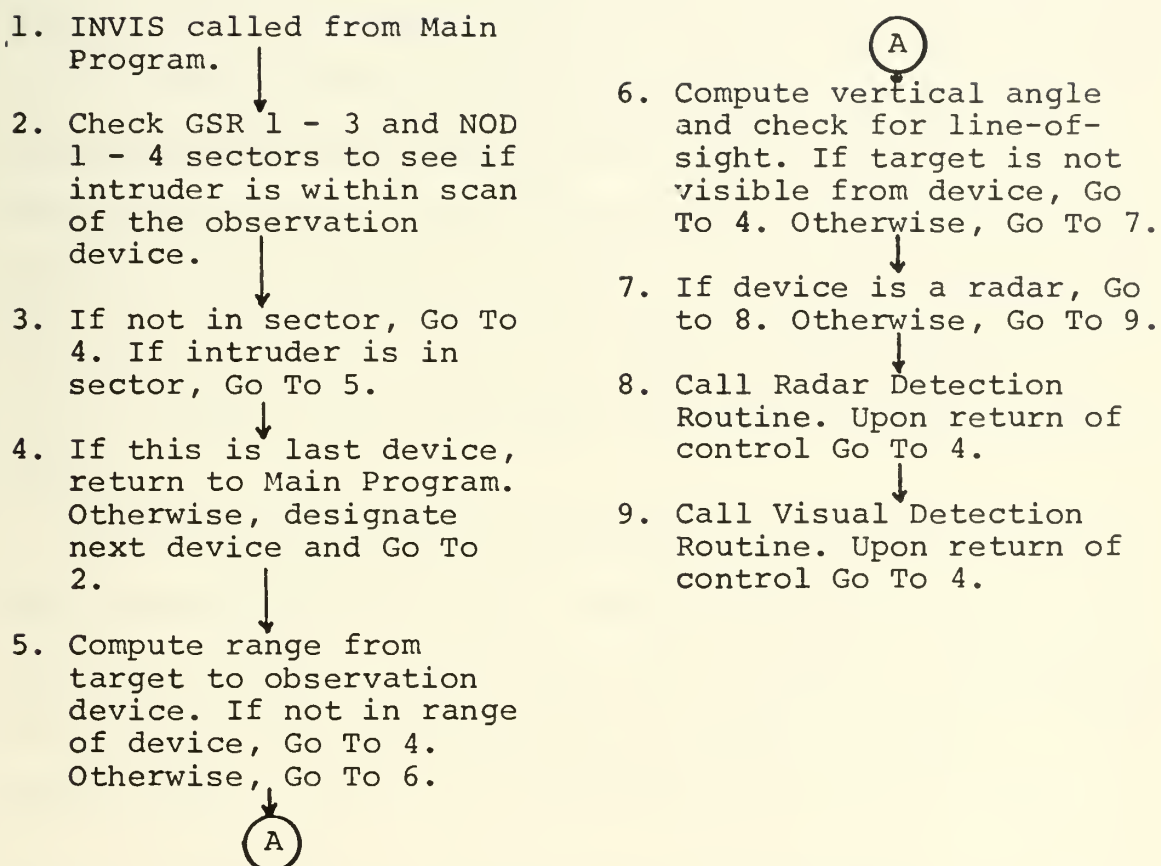 1. INVIS called from Main
Program.
2. Check GSR 1 - 3 and NOD
1 - 4 sectors to see if
intruder is within scan
of the observation
device.
3. If not in sector, Go To
4. If intruder is in
sector, Go To 5.
4. If this is last device,
return to Main Program.
Otherwise, designate
next device and Go To
2.
5. Compute range from
target to observation
device. If not in range
of device, Go To 4.
Otherwise, Go To 6.
A
A
6. Compute vertical angle
and check for line-of-
sight. If target is not
visible from device, Go
To 4. Otherwise, Go To 7.
7. If device is a radar, Go
to 8. Otherwise, Go To 9.
8. Call Radar Detection
Routine. Upon return of
control Go To 4.
9. Call Visual Detection
Routine. Upon return of
control Go To 4.